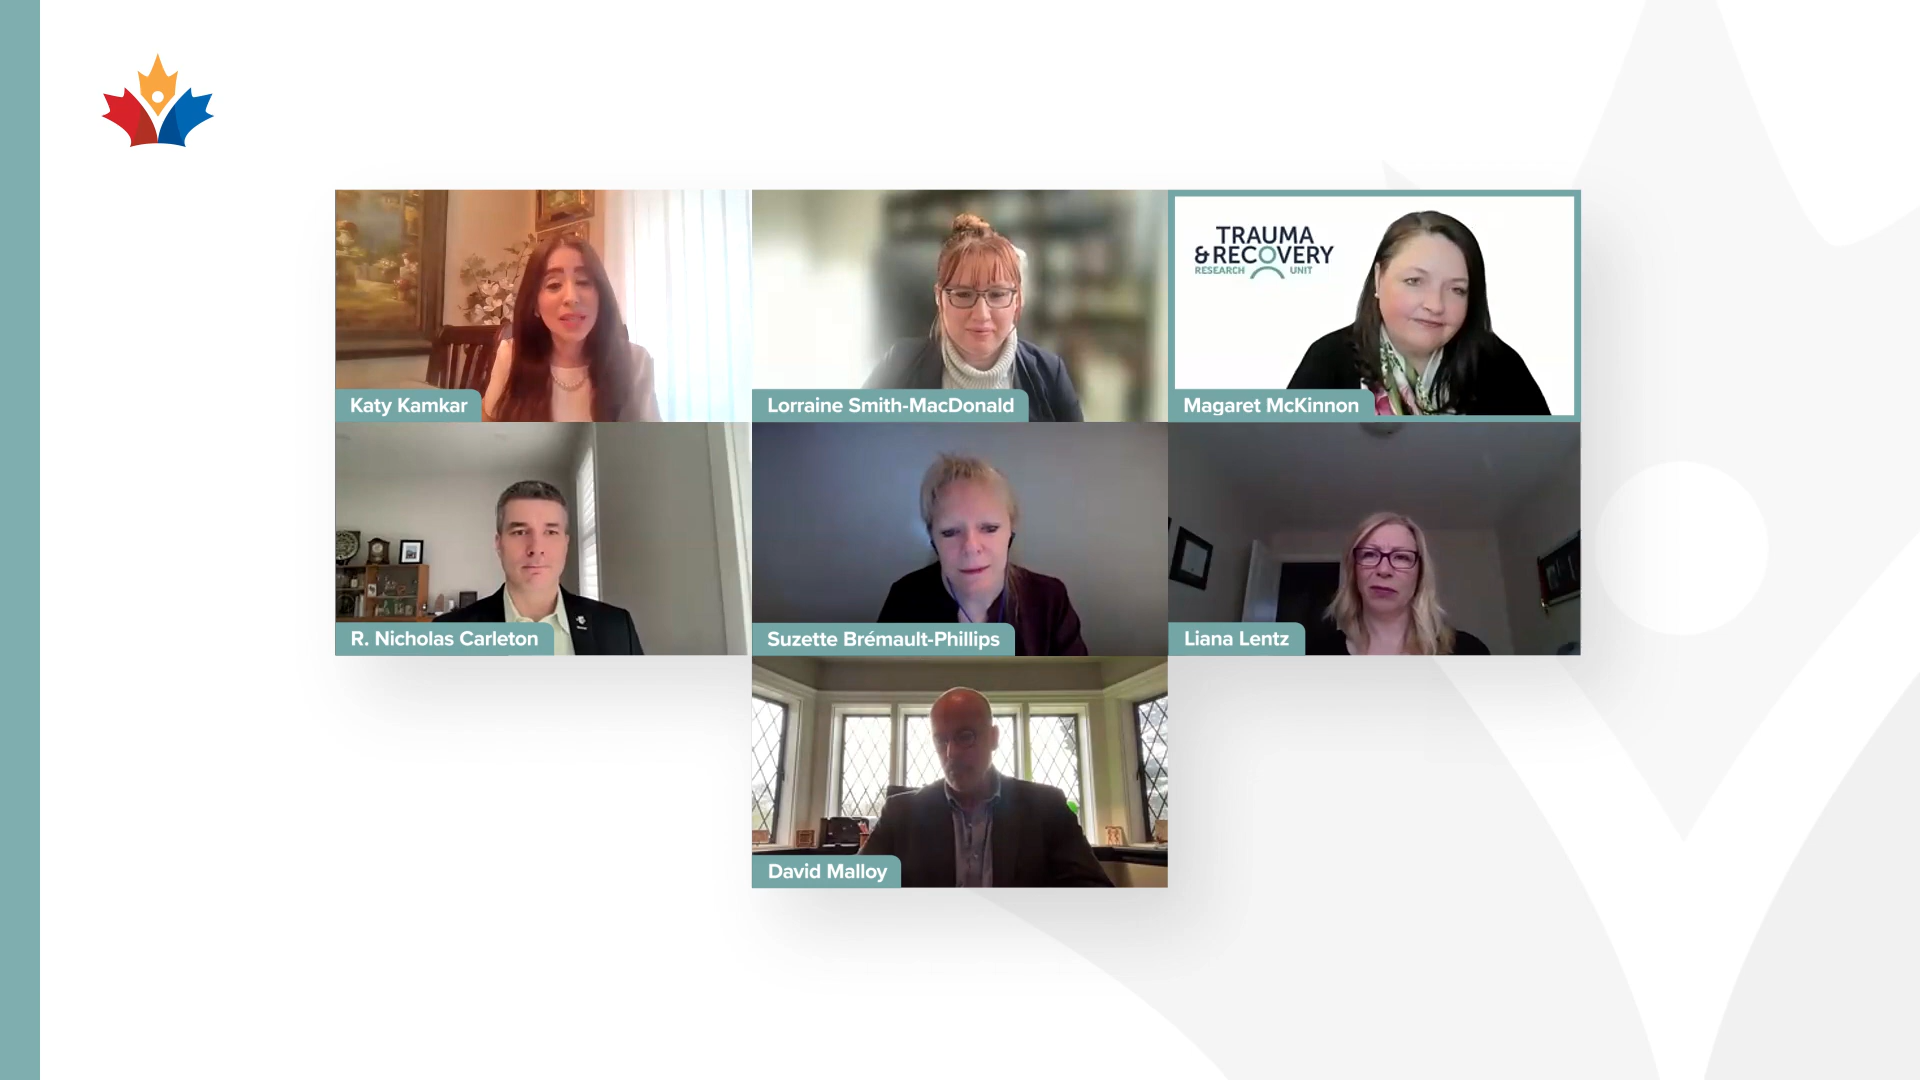 TRAUMA
&RECOVERY
RESEARCH UNIT
Katy Kamkar
Lorraine Smith-MacDonald
Magaret McKinnon
R. Nicholas Carleton
Suzette Brémault-Phillips
Liana Lentz
David Malloy